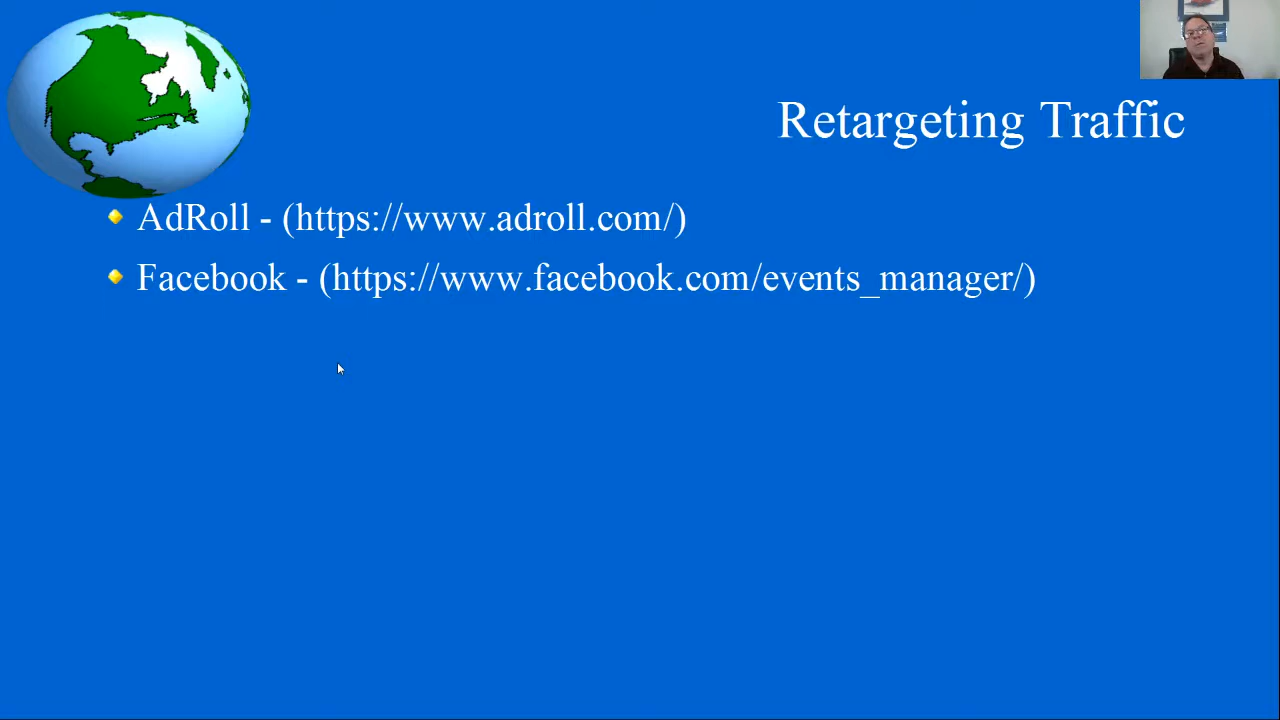 Retargeting Traffic
AdRoll - (https://www.adroll.com/)
Facebook - (https://www.facebook.com/events_manager/)